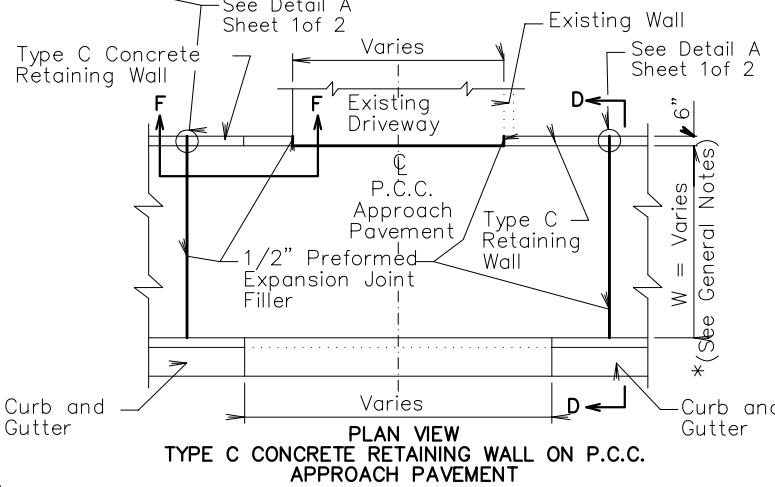 See Detail A
Sheet 1of 2
Existing Wall
Varies
See Detail A
Sheet 1of 2
Type C Concrete
Retaining Wall
F
F
Existing
Driveway
D
6"
℄
P.C.C.
Approach
Pavement
Type C
Retaining
Wall
W = Varies
*(See General Notes)
1/2" Preformed
Expansion Joint
Filler
Curb and
Gutter
Varies
D
Curb and
Gutter
PLAN VIEW
TYPE C CONCRETE RETAINING WALL ON P.C.C.
APPROACH PAVEMENT